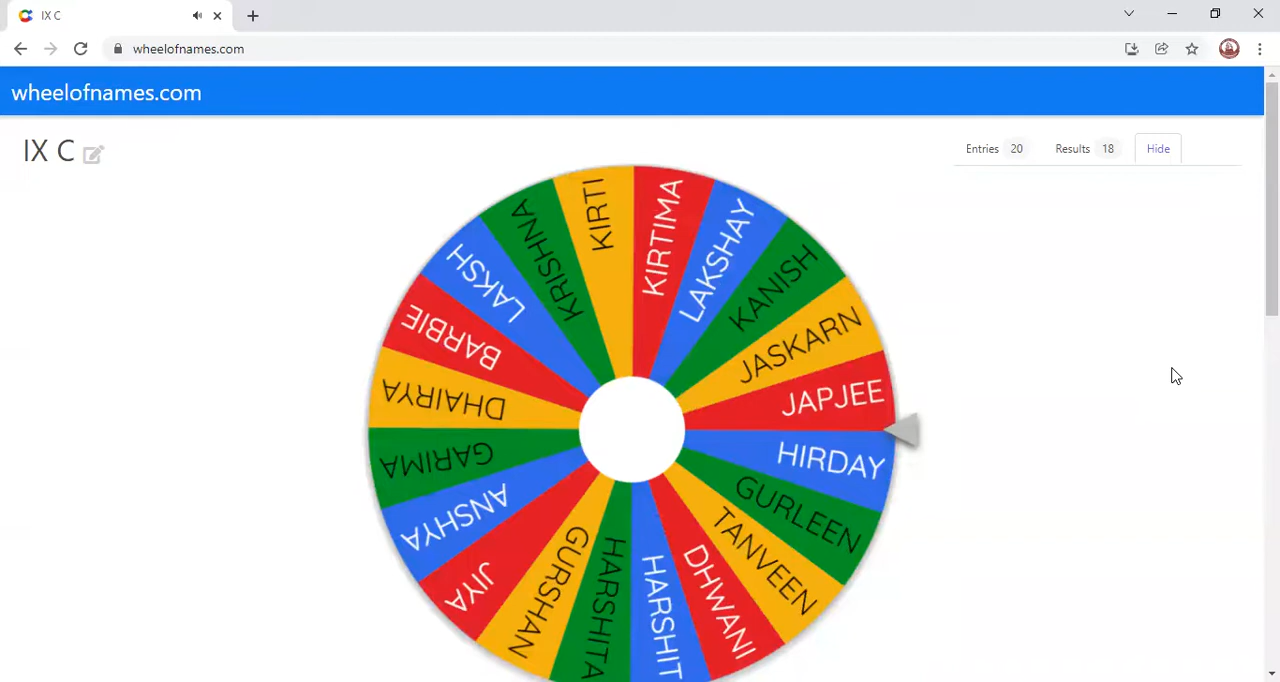 IX C
wheelofnames.com
wheelofnames.com
IX C
Entries 20 Results 18 Hide
KIRTI
KIRTIMA
LAKSHAY
KANISH
JASKARN
JAPJEE
HIRDAY
GURLEEN
TANVEEN
DHWANI
HARSHIT
HARSHITA
GURSHAN
JIYA
ANSHYA
GARIMA
DHAIRYA
BARBIE
LAKSH
KRISHNA